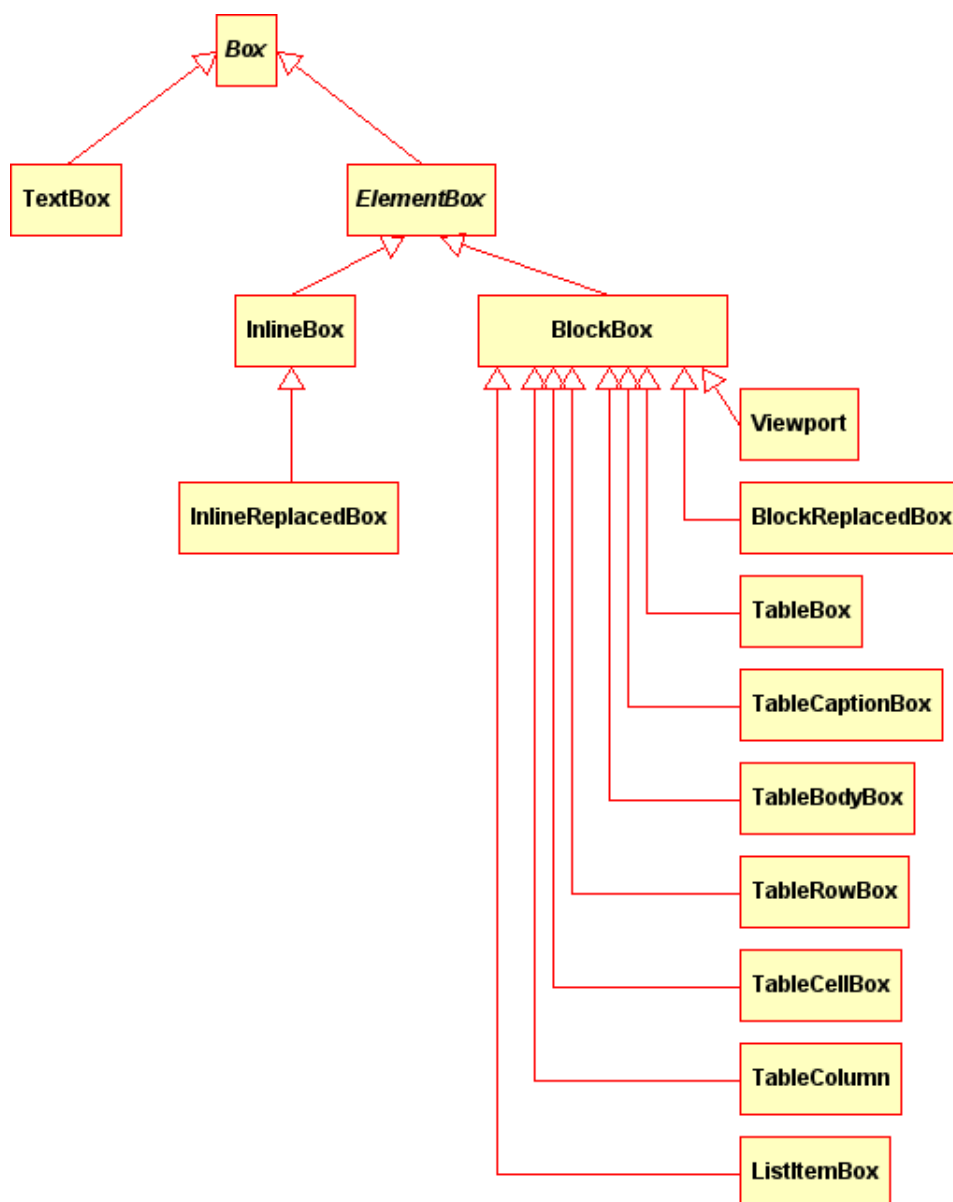 Box
TextBox
ElementBox
InlineBox
BlockBox
Viewport
InlineReplacedBox
BlockReplacedBox
TableBox
TableCaptionBox
TableBodyBox
TableRowBox
TableCellBox
TableColumn
ListItemBox